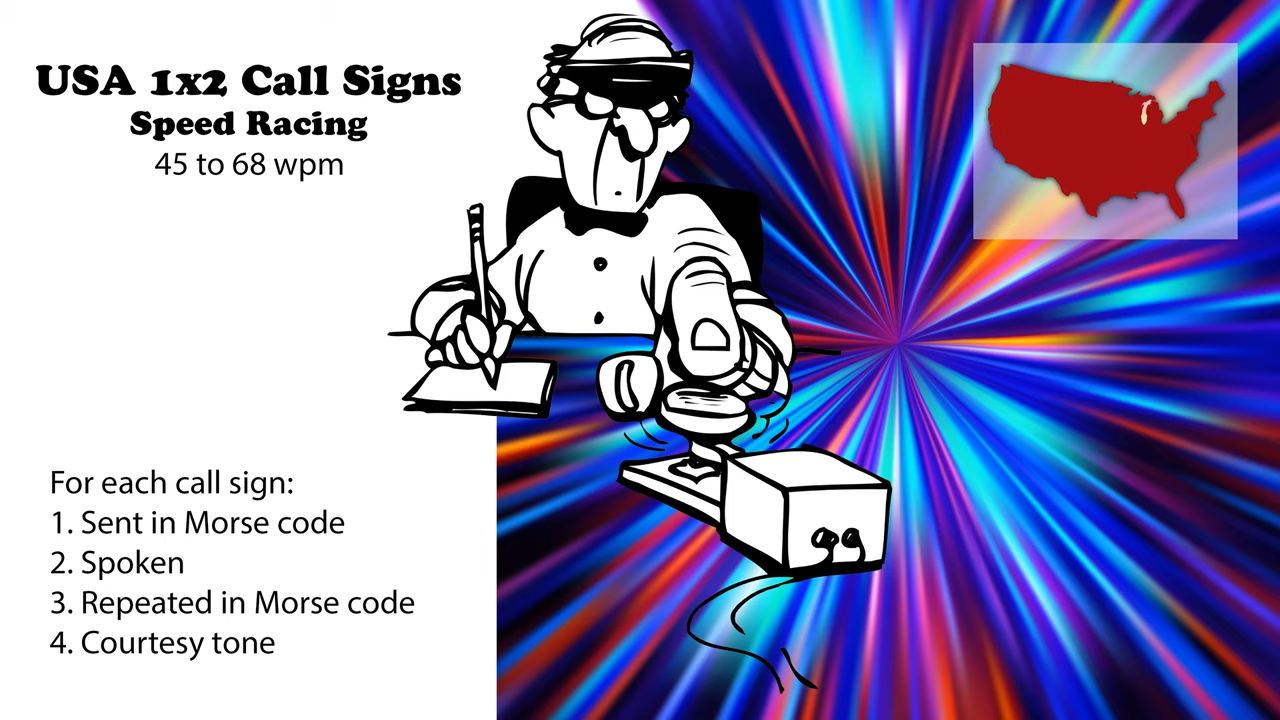 USA 1x2 Call Signs
Speed Racing
45 to 68 wpm
For each call sign:
1. Sent in Morse code
2. Spoken
3. Repeated in Morse code
4. Courtesy tone